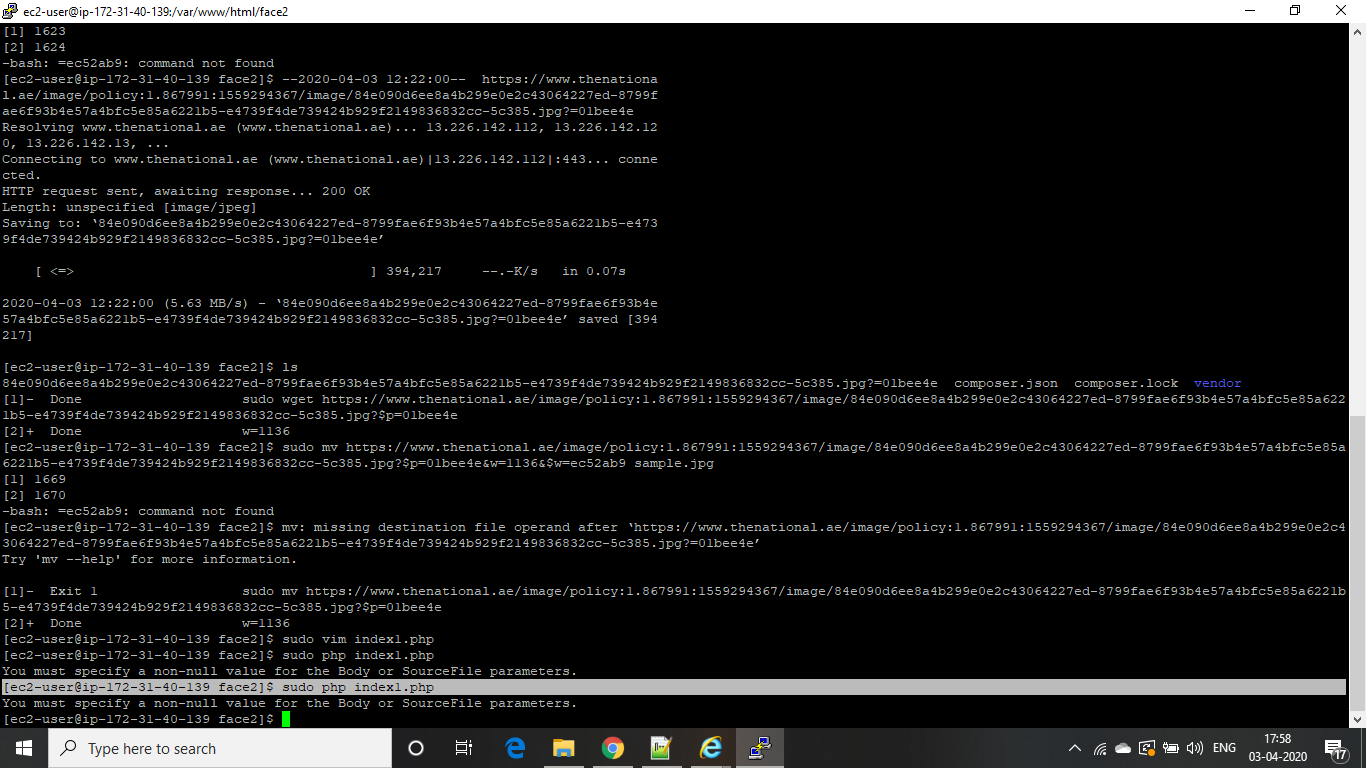 ec2-user@ip-172-31-40-139:/var/www/html/face2
[1] 1623
[2] 1624
-bash: =ec52ab9: command not found
[ec2-user@ip-172-31-40-139 face2]$ --2020-04-03 12:22:00--  https://www.thenationa
l.ae/image/policy:1.867991:1559294367/image/84e090d6ee8a4b299e0e2c43064227ed-8799f
ae6f93b4e57a4bfc5e85a6221b5-e4739f4de739424b929f2149836832cc-5c385.jpg?=01bee4e
Resolving www.thenational.ae (www.thenational.ae)... 13.226.142.112, 13.226.142.12
0, 13.226.142.13, ...
Connecting to www.thenational.ae (www.thenational.ae)|13.226.142.112|:443... conne
cted.
HTTP request sent, awaiting response... 200 OK
Length: unspecified [image/jpeg]
Saving to: ‘84e090d6ee8a4b299e0e2c43064227ed-8799fae6f93b4e57a4bfc5e85a6221b5-e473
9f4de739424b929f2149836832cc-5c385.jpg?=01bee4e’
[ <=> ] 394,217 --.-K/s in 0.07s
2020-04-03 12:22:00 (5.63 MB/s) - ‘84e090d6ee8a4b299e0e2c43064227ed-8799fae6f93b4e
57a4bfc5e85a6221b5-e4739f4de739424b929f2149836832cc-5c385.jpg?=01bee4e’ saved [394
217]
[ec2-user@ip-172-31-40-139 face2]$ ls
84e090d6ee8a4b299e0e2c43064227ed-8799fae6f93b4e57a4bfc5e85a6221b5-e4739f4de739424b929f2149836832cc-5c385.jpg?=01bee4e  composer.json  composer.lock  vendor
[1]-  Done                    sudo wget https://www.thenational.ae/image/policy:1.867991:1559294367/image/84e090d6ee8a4b299e0e2c43064227ed-8799fae6f93b4e57a4bfc5e85a622
1b5-e4739f4de739424b929f2149836832cc-5c385.jpg?$p=01bee4e
[2]+  Done                    w=1136
[ec2-user@ip-172-31-40-139 face2]$ sudo mv https://www.thenational.ae/image/policy:1.867991:1559294367/image/84e090d6ee8a4b299e0e2c43064227ed-8799fae6f93b4e57a4bfc5e85a
6221b5-e4739f4de739424b929f2149836832cc-5c385.jpg?$p=01bee4e&w=1136&$w=ec52ab9 sample.jpg
[1] 1669
[2] 1670
-bash: =ec52ab9: command not found
[ec2-user@ip-172-31-40-139 face2]$ mv: missing destination file operand after ‘https://www.thenational.ae/image/policy:1.867991:1559294367/image/84e090d6ee8a4b299e0e2c4
3064227ed-8799fae6f93b4e57a4bfc5e85a6221b5-e4739f4de739424b929f2149836832cc-5c385.jpg?=01bee4e’
Try 'mv --help' for more information.
[1]-  Exit 1                  sudo mv https://www.thenational.ae/image/policy:1.867991:1559294367/image/84e090d6ee8a4b299e0e2c43064227ed-8799fae6f93b4e57a4bfc5e85a6221b
5-e4739f4de739424b929f2149836832cc-5c385.jpg?$p=01bee4e
[2]+  Done                    w=1136
[ec2-user@ip-172-31-40-139 face2]$ sudo vim index1.php
[ec2-user@ip-172-31-40-139 face2]$ sudo php index1.php
You must specify a non-null value for the Body or SourceFile parameters.
[ec2-user@ip-172-31-40-139 face2]$ sudo php index1.php
You must specify a non-null value for the Body or SourceFile parameters.
[ec2-user@ip-172-31-40-139 face2]$
Type here to search
ENG
17:58
03-04-2020
17